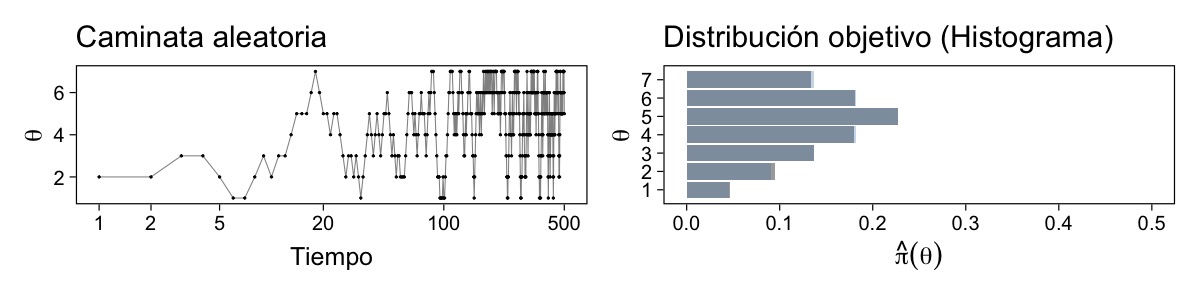 Caminata aleatoria
θ
6
4
2
1 2 5 20 100 500
Tiempo
Distribución objetivo (Histograma)
θ
7
6
5
4
3
2
1
0.0 0.1 0.2 0.3 0.4 0.5
π̂(θ)